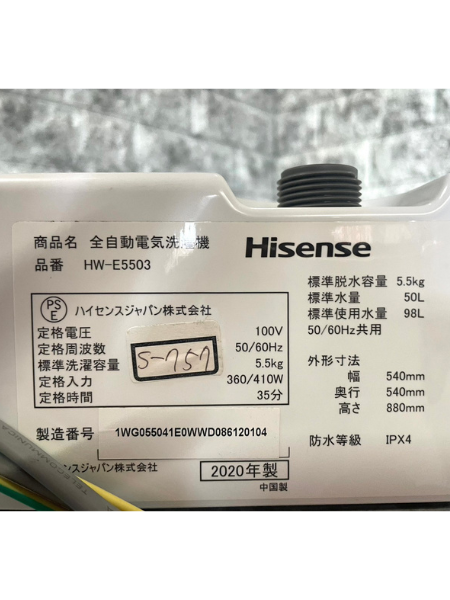 商品名 全自動電気洗濯機
品番 HW-E5503
Hisense
PS
E
ハイセンスジャパン株式会社
定格電圧 100V
定格周波数 50/60Hz
標準洗濯容量 5.5kg
定格入力 360/410W
定格時間 35分
S-757
製造番号 1WG055041E0WWD086120104
イセンスジャパン株式会社
2020年製
中国製
標準脱水容量 5.5kg
標準水量 50L
標準使用水量 98L
50/60Hz共用
外形寸法
幅 540mm
奥行 540mm
高さ 880mm
防水等級 IPX4